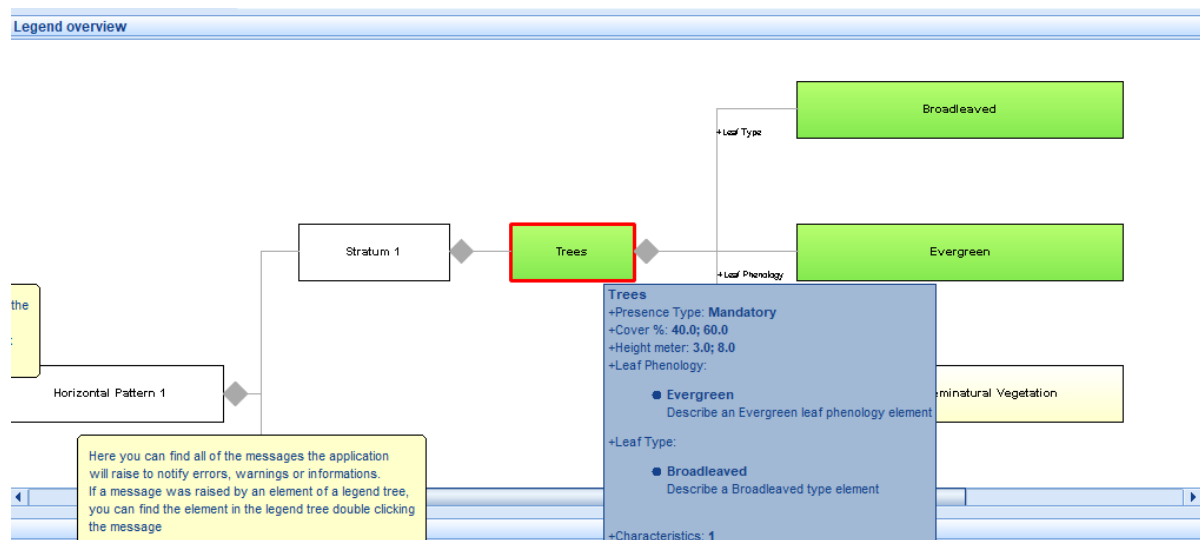 Legend overview
Broadleaved
+Leaf Type
Stratum 1
Trees
Evergreen
+Leaf Phenology
the
Horizontal Pattern 1
Trees
+Presence Type: Mandatory
+Cover %: 40.0; 60.0
+Height meter: 3.0; 8.0
+Leaf Phenology:
Evergreen
Describe an Evergreen leaf phenology element
+Leaf Type:
Broadleaved
Describe a Broadleaved type element
+Characteristics: 1
eminatural Vegetation
Here you can find all of the messages the application
will raise to notify errors, warnings or informations.
If a message was raised by an element of a legend tree,
you can find the element in the legend tree double clicking
the message